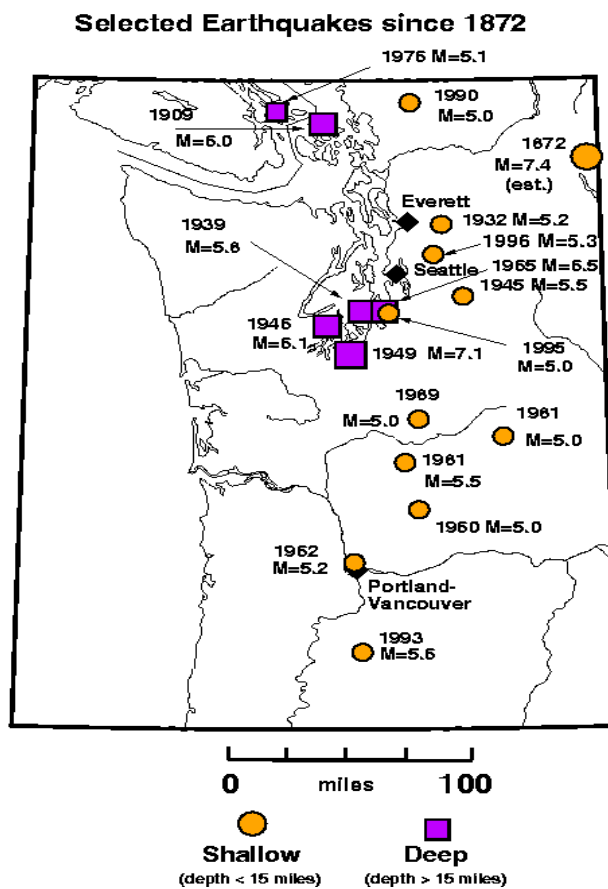 Selected Earthquakes since 1872
1976 M=5.1
1909
M=6.0
1990
M=5.0
1872
M=7.4
(est.)
Everett
1939
M=5.6
1932 M=5.2
1996 M=5.3
Seattle
1965 M=6.5
1945 M=5.5
1946
M=6.1
1949 M=7.1
1995
M=5.0
1969
M=5.0
1961
M=5.0
1961
M=5.5
1960 M=5.0
1962
M=5.2
Portland-
Vancouver
1993
M=5.6
0 miles 100
Shallow
(depth < 15 miles)
Deep
(depth > 15 miles)